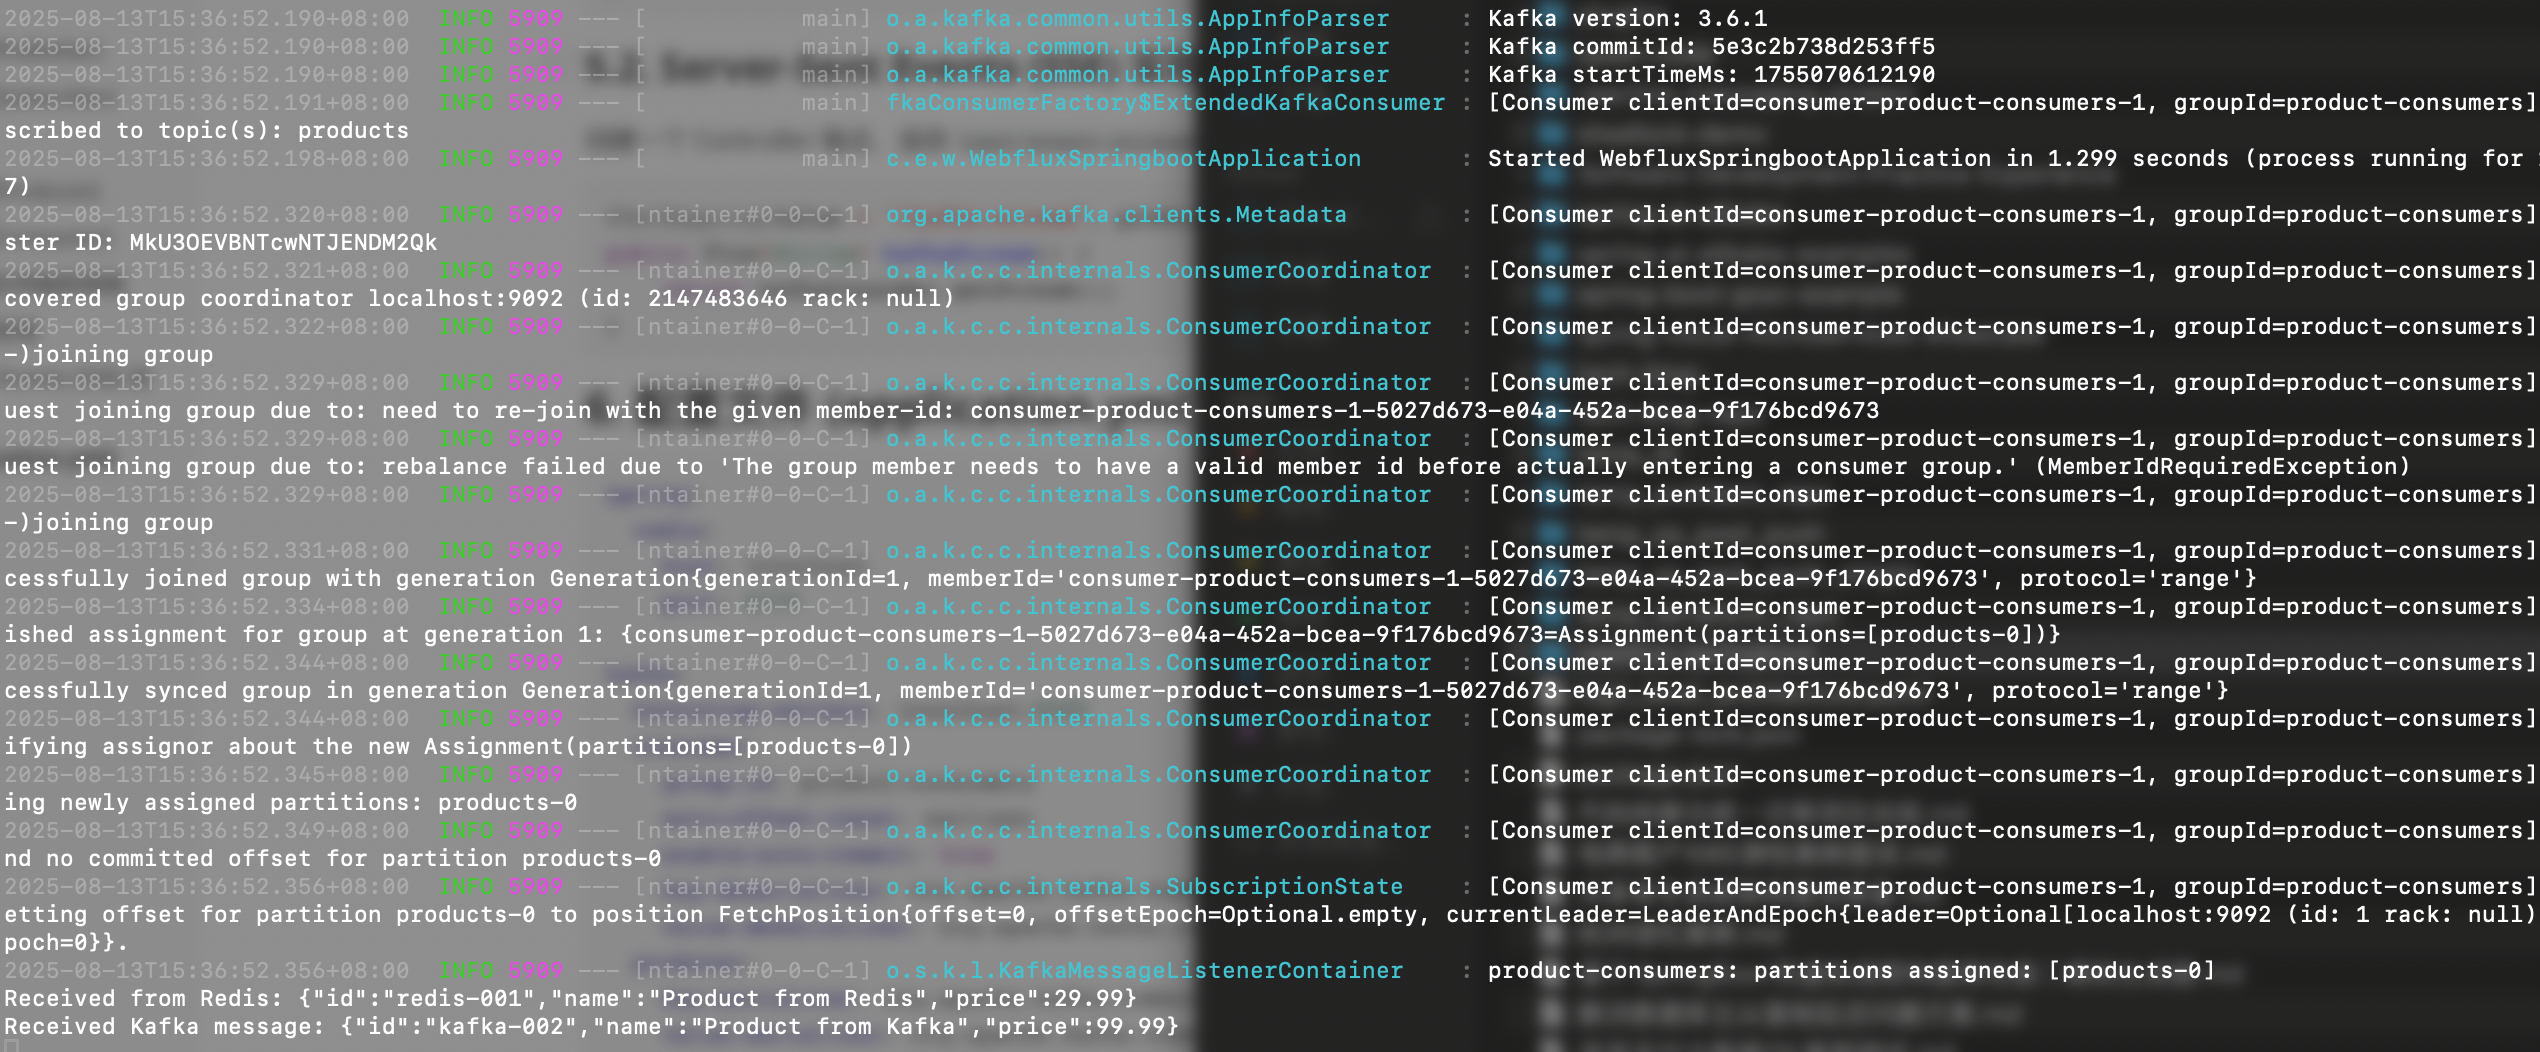 2025-08-13T15:36:52.190+08:00  INFO 5909 --- [           main] o.a.kafka.common.utils.AppInfoParser     : Kafka version: 3.6.1
2025-08-13T15:36:52.190+08:00  INFO 5909 --- [           main] o.a.kafka.common.utils.AppInfoParser     : Kafka commitId: 5e3c2b738d253ff5
2025-08-13T15:36:52.190+08:00  INFO 5909 --- [           main] o.a.kafka.common.utils.AppInfoParser     : Kafka startTimeMs: 1755070612190
2025-08-13T15:36:52.191+08:00  INFO 5909 --- [           main] fkaConsumerFactory$ExtendedKafkaConsumer : [Consumer clientId=consumer-product-consumers-1, groupId=product-consumers]
scribed to topic(s): products
2025-08-13T15:36:52.198+08:00  INFO 5909 --- [           main] c.e.w.WebfluxSpringbootApplication       : Started WebfluxSpringbootApplication in 1.299 seconds (process running for
7)
2025-08-13T15:36:52.320+08:00  INFO 5909 --- [ntainer#0-0-C-1] org.apache.kafka.clients.Metadata        : [Consumer clientId=consumer-product-consumers-1, groupId=product-consumers]
ster ID: MkU3OEVBNTcwNTJENDM2Qk
2025-08-13T15:36:52.321+08:00  INFO 5909 --- [ntainer#0-0-C-1] o.a.k.c.c.internals.ConsumerCoordinator  : [Consumer clientId=consumer-product-consumers-1, groupId=product-consumers]
covered group coordinator localhost:9092 (id: 2147483646 rack: null)
2025-08-13T15:36:52.322+08:00  INFO 5909 --- [ntainer#0-0-C-1] o.a.k.c.c.internals.ConsumerCoordinator  : [Consumer clientId=consumer-product-consumers-1, groupId=product-consumers]
-)joining group
2025-08-13T15:36:52.329+08:00  INFO 5909 --- [ntainer#0-0-C-1] o.a.k.c.c.internals.ConsumerCoordinator  : [Consumer clientId=consumer-product-consumers-1, groupId=product-consumers]
uest joining group due to: need to re-join with the given member-id: consumer-product-consumers-1-5027d673-e04a-452a-bcea-9f176bcd9673
2025-08-13T15:36:52.329+08:00  INFO 5909 --- [ntainer#0-0-C-1] o.a.k.c.c.internals.ConsumerCoordinator  : [Consumer clientId=consumer-product-consumers-1, groupId=product-consumers]
uest joining group due to: rebalance failed due to 'The group member needs to have a valid member id before actually entering a consumer group.' (MemberIdRequiredException)
2025-08-13T15:36:52.329+08:00  INFO 5909 --- [ntainer#0-0-C-1] o.a.k.c.c.internals.ConsumerCoordinator  : [Consumer clientId=consumer-product-consumers-1, groupId=product-consumers]
-)joining group
2025-08-13T15:36:52.331+08:00  INFO 5909 --- [ntainer#0-0-C-1] o.a.k.c.c.internals.ConsumerCoordinator  : [Consumer clientId=consumer-product-consumers-1, groupId=product-consumers]
cessfully joined group with generation Generation{generationId=1, memberId='consumer-product-consumers-1-5027d673-e04a-452a-bcea-9f176bcd9673', protocol='range'}
2025-08-13T15:36:52.334+08:00  INFO 5909 --- [ntainer#0-0-C-1] o.a.k.c.c.internals.ConsumerCoordinator  : [Consumer clientId=consumer-product-consumers-1, groupId=product-consumers]
ished assignment for group at generation 1: {consumer-product-consumers-1-5027d673-e04a-452a-bcea-9f176bcd9673=Assignment(partitions=[products-0])}
2025-08-13T15:36:52.344+08:00  INFO 5909 --- [ntainer#0-0-C-1] o.a.k.c.c.internals.ConsumerCoordinator  : [Consumer clientId=consumer-product-consumers-1, groupId=product-consumers]
cessfully synced group in generation Generation{generationId=1, memberId='consumer-product-consumers-1-5027d673-e04a-452a-bcea-9f176bcd9673', protocol='range'}
2025-08-13T15:36:52.344+08:00  INFO 5909 --- [ntainer#0-0-C-1] o.a.k.c.c.internals.ConsumerCoordinator  : [Consumer clientId=consumer-product-consumers-1, groupId=product-consumers]
ifying assignor about the new Assignment(partitions=[products-0])
2025-08-13T15:36:52.345+08:00  INFO 5909 --- [ntainer#0-0-C-1] o.a.k.c.c.internals.ConsumerCoordinator  : [Consumer clientId=consumer-product-consumers-1, groupId=product-consumers]
ing newly assigned partitions: products-0
2025-08-13T15:36:52.349+08:00  INFO 5909 --- [ntainer#0-0-C-1] o.a.k.c.c.internals.ConsumerCoordinator  : [Consumer clientId=consumer-product-consumers-1, groupId=product-consumers]
nd no committed offset for partition products-0
2025-08-13T15:36:52.356+08:00  INFO 5909 --- [ntainer#0-0-C-1] o.a.k.c.c.internals.SubscriptionState    : [Consumer clientId=consumer-product-consumers-1, groupId=product-consumers]
etting offset for partition products-0 to position FetchPosition{offset=0, offsetEpoch=Optional.empty, currentLeader=LeaderAndEpoch{leader=Optional[localhost:9092 (id: 1 rack: null)
poch=0}}.
2025-08-13T15:36:52.356+08:00  INFO 5909 --- [ntainer#0-0-C-1] o.s.k.l.KafkaMessageListenerContainer    : product-consumers: partitions assigned: [products-0]
Received from Redis: {"id":"redis-001","name":"Product from Redis","price":29.99}
Received Kafka message: {"id":"kafka-002","name":"Product from Kafka","price":99.99}